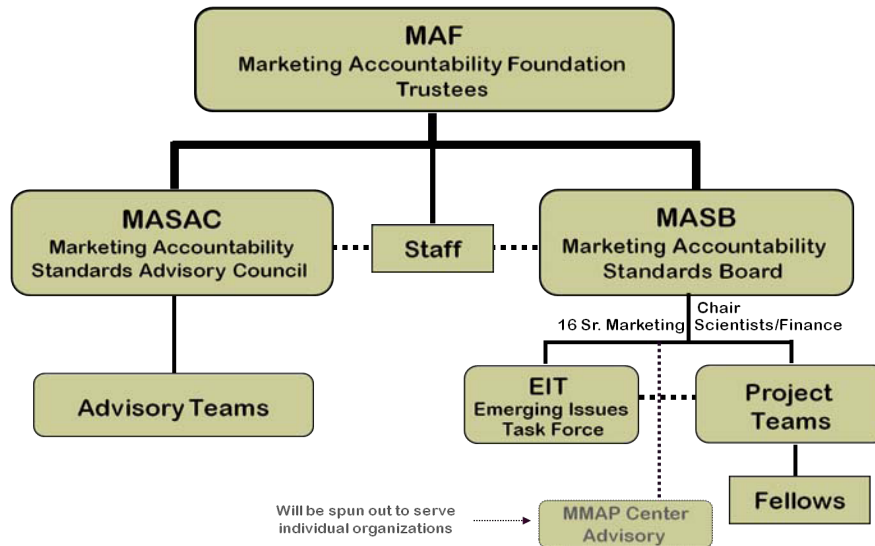 MAF
Marketing Accountability Foundation
Trustees
MASAC
Marketing Accountability
Standards Advisory Council
Staff
MASB
Marketing Accountability
Standards Board
Chair
16 Sr. Marketing Scientists/Finance
Advisory Teams
EIT
Emerging Issues
Task Force
Project
Teams
Fellows
Will be spun out to serve
individual organizations
MMAP Center
Advisory